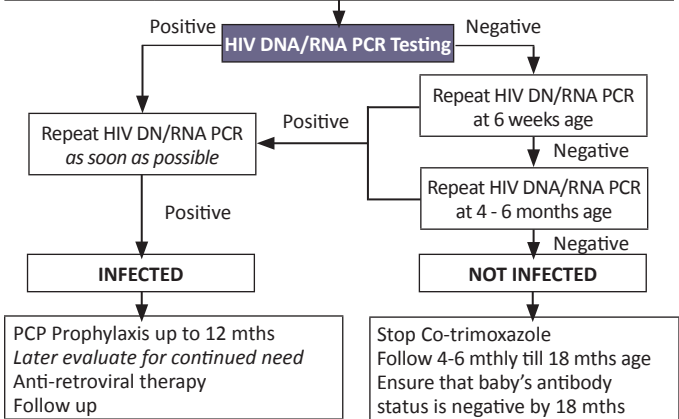 Positive
HIV DNA/RNA PCR Testing
Negative
Repeat HIV DN/RNA PCR
at 6 weeks age
Repeat HIV DN/RNA PCR
as soon as possible
Positive
Negative
Repeat HIV DNA/RNA PCR
at 4 - 6 months age
Positive
Negative
INFECTED
NOT INFECTED
PCP Prophylaxis up to 12 mths
Later evaluate for continued need
Anti-retroviral therapy
Follow up
Stop Co-trimoxazole
Follow 4-6 mthly till 18 mths age
Ensure that baby's antibody
status is negative by 18 mths